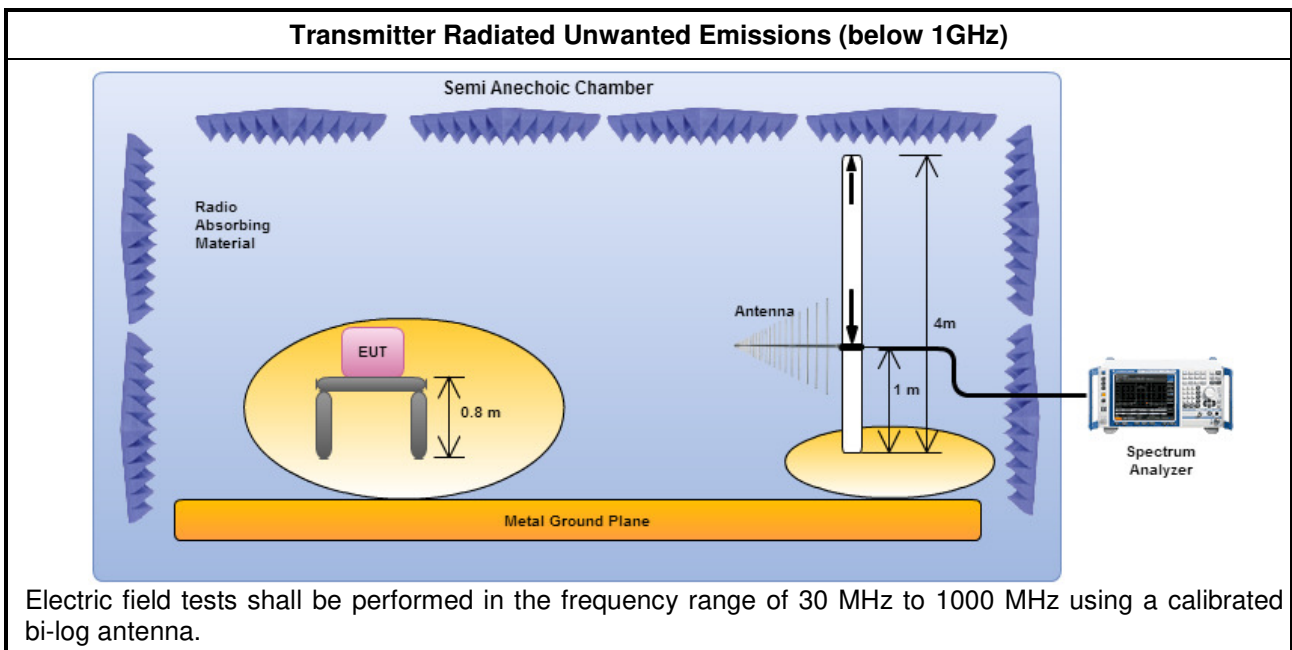 Transmitter Radiated Unwanted Emissions (below 1GHz)
Semi Anechoic Chamber
Radio
Absorbing
Material
Antenna
4m
EUT
1 m
0.8 m
Spectrum
Analyzer
Metal Ground Plane
Electric field tests shall be performed in the frequency range of 30 MHz to 1000 MHz using a calibrated
bi-log antenna.